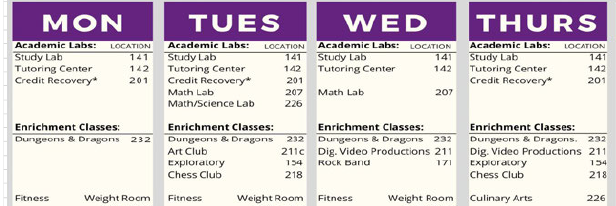 MON
Academic Labs: LOCATION
Study Lab 141
Tutoring Center 142
Credit Recovery* 201
Enrichment Classes:
Dungeons & Dragons 232
Fitness Weight Room
TUES
Academic Labs: LOCATION
Study Lab 141
Tutoring Center 142
Credit Recovery* 201
Math Lab 207
Math/Science Lab 226
Enrichment Classes:
Dungeons & Dragons 232
Art Club 211c
Exploratory 154
Chess Club 218
Fitness Weight Room
WED
Academic Labs: LOCATION
Study Lab 141
Tutoring Center 142
Math Lab 207
Enrichment Classes:
Dungeons & Dragons 232
Dig. Video Productions 211
Rock Band 171
Fitness Weight Room
THURS
Academic Labs: LOCATION
Study Lab 141
Tutoring Center 142
Credit Recovery* 201
Enrichment Classes:
Dungeons & Dragons. 232
Dig. Video Productions 211
Exploratory 154
Chess Club 218
Culinary Arts 226